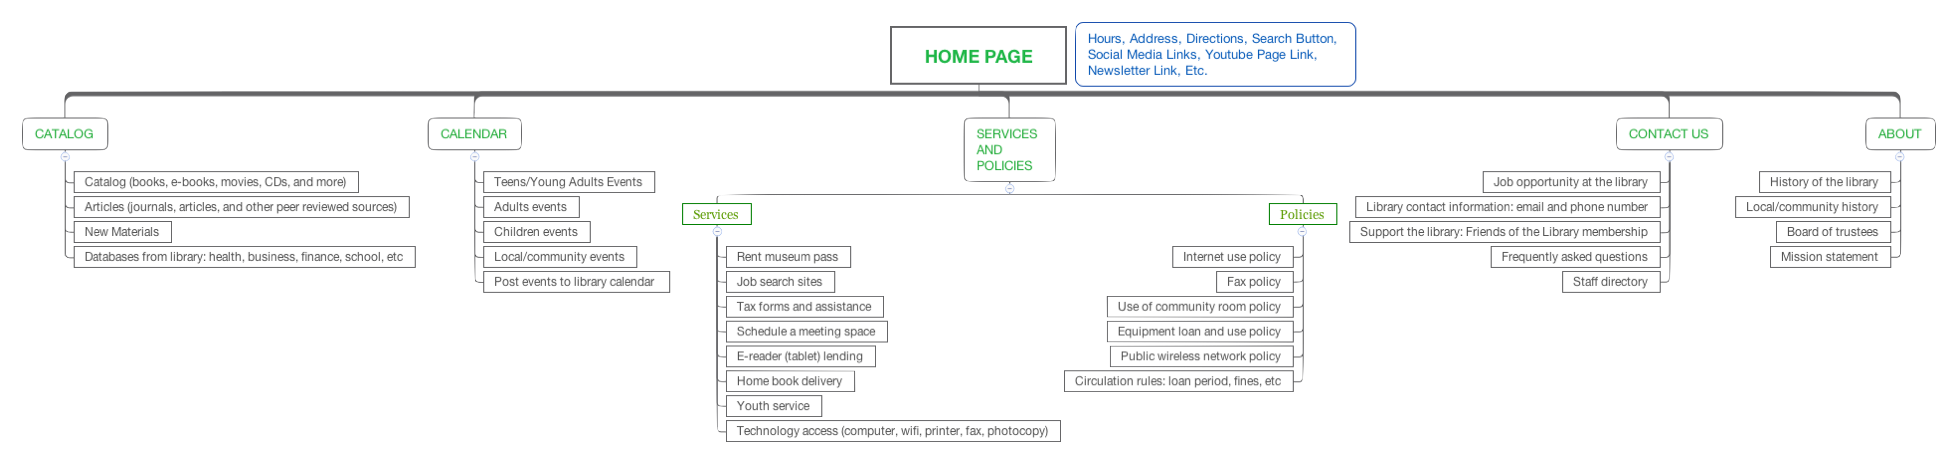 HOME PAGE
Hours, Address, Directions, Search Button,
Social Media Links, Youtube Page Link,
Newsletter Link, Etc.
CATALOG
Catalog (books, e-books, movies, CDs, and more)
Articles (journals, articles, and other peer reviewed sources)
New Materials
Databases from library: health, business, finance, school, etc
CALENDAR
Teens/Young Adults Events
Adults events
Children events
Local/community events
Post events to library calendar
SERVICES
AND
POLICIES
Services
Rent museum pass
Job search sites
Tax forms and assistance
Schedule a meeting space
E-reader (tablet) lending
Home book delivery
Youth service
Technology access (computer, wifi, printer, fax, photocopy)
Policies
Internet use policy
Fax policy
Use of community room policy
Equipment loan and use policy
Public wireless network policy
Circulation rules: loan period, fines, etc
CONTACT US
Job opportunity at the library
Library contact information: email and phone number
Support the library: Friends of the Library membership
Frequently asked questions
Staff directory
ABOUT
History of the library
Local/community history
Board of trustees
Mission statement